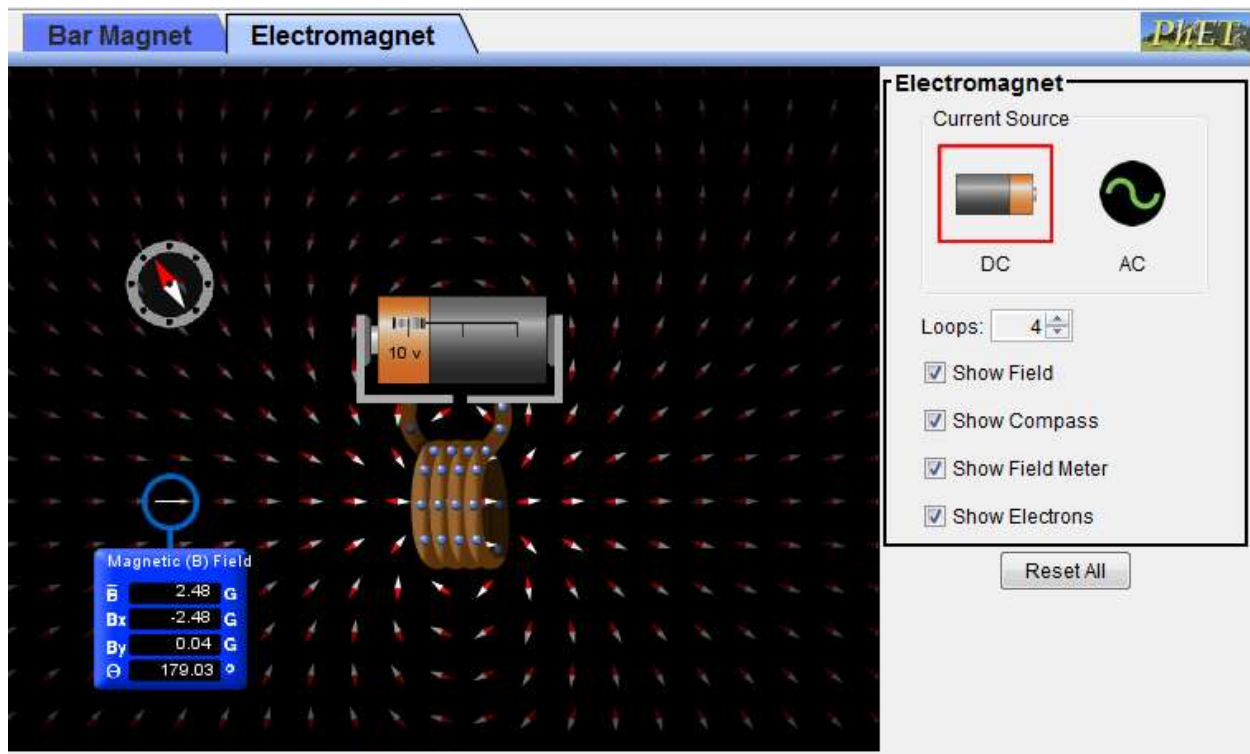 Bar Magnet
Electromagnet
PhET
Electromagnet
Current Source
DC
AC
Loops: 4
Show Field
Show Compass
Show Field Meter
Show Electrons
Reset All
10 v
Magnetic (B) Field
B 2.48 G
Bx -2.48 G
By 0.04 G
Θ 179.03 °